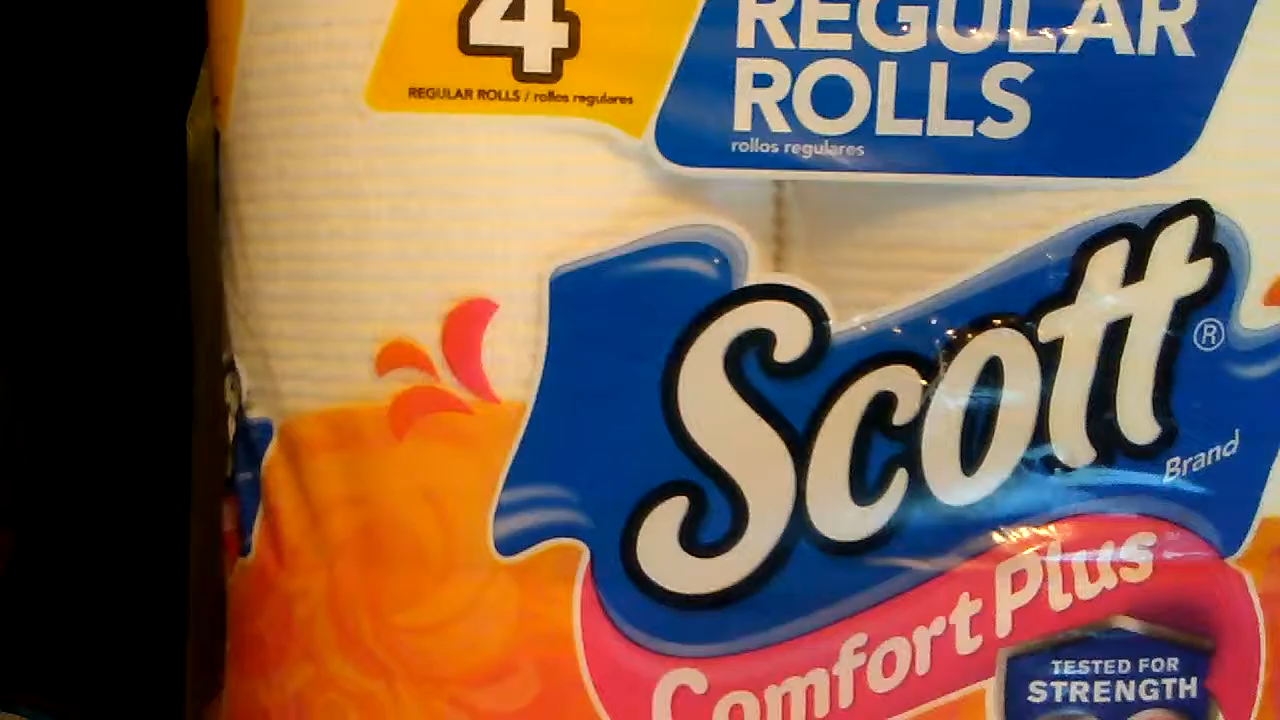 4
REGULAR ROLLS / rollos regulares
REGULAR
ROLLS
rollos regulares
Scott®
Brand
Comfort Plus
TESTED FOR
STRENGTH